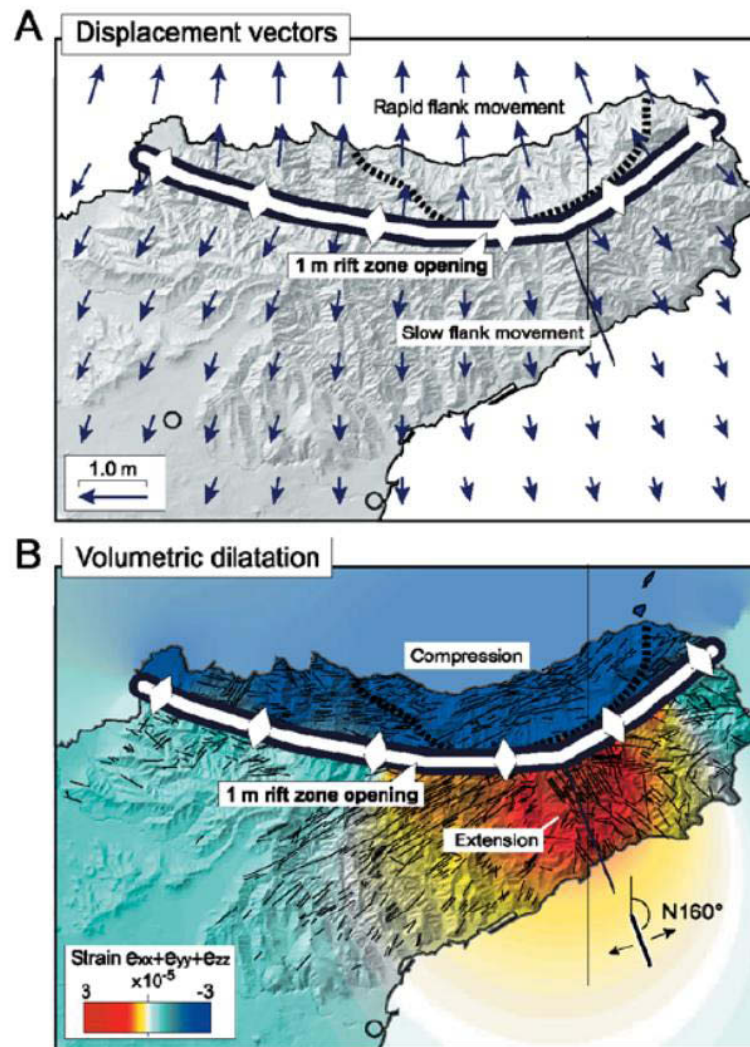 A
Displacement vectors
Rapid flank movement
1 m rift zone opening
Slow flank movement
1.0 m
B
Volumetric dilatation
Compression
1 m rift zone opening
Extension
N160°
Strain exx+eyy+ezz
×10⁻⁵
3 -3